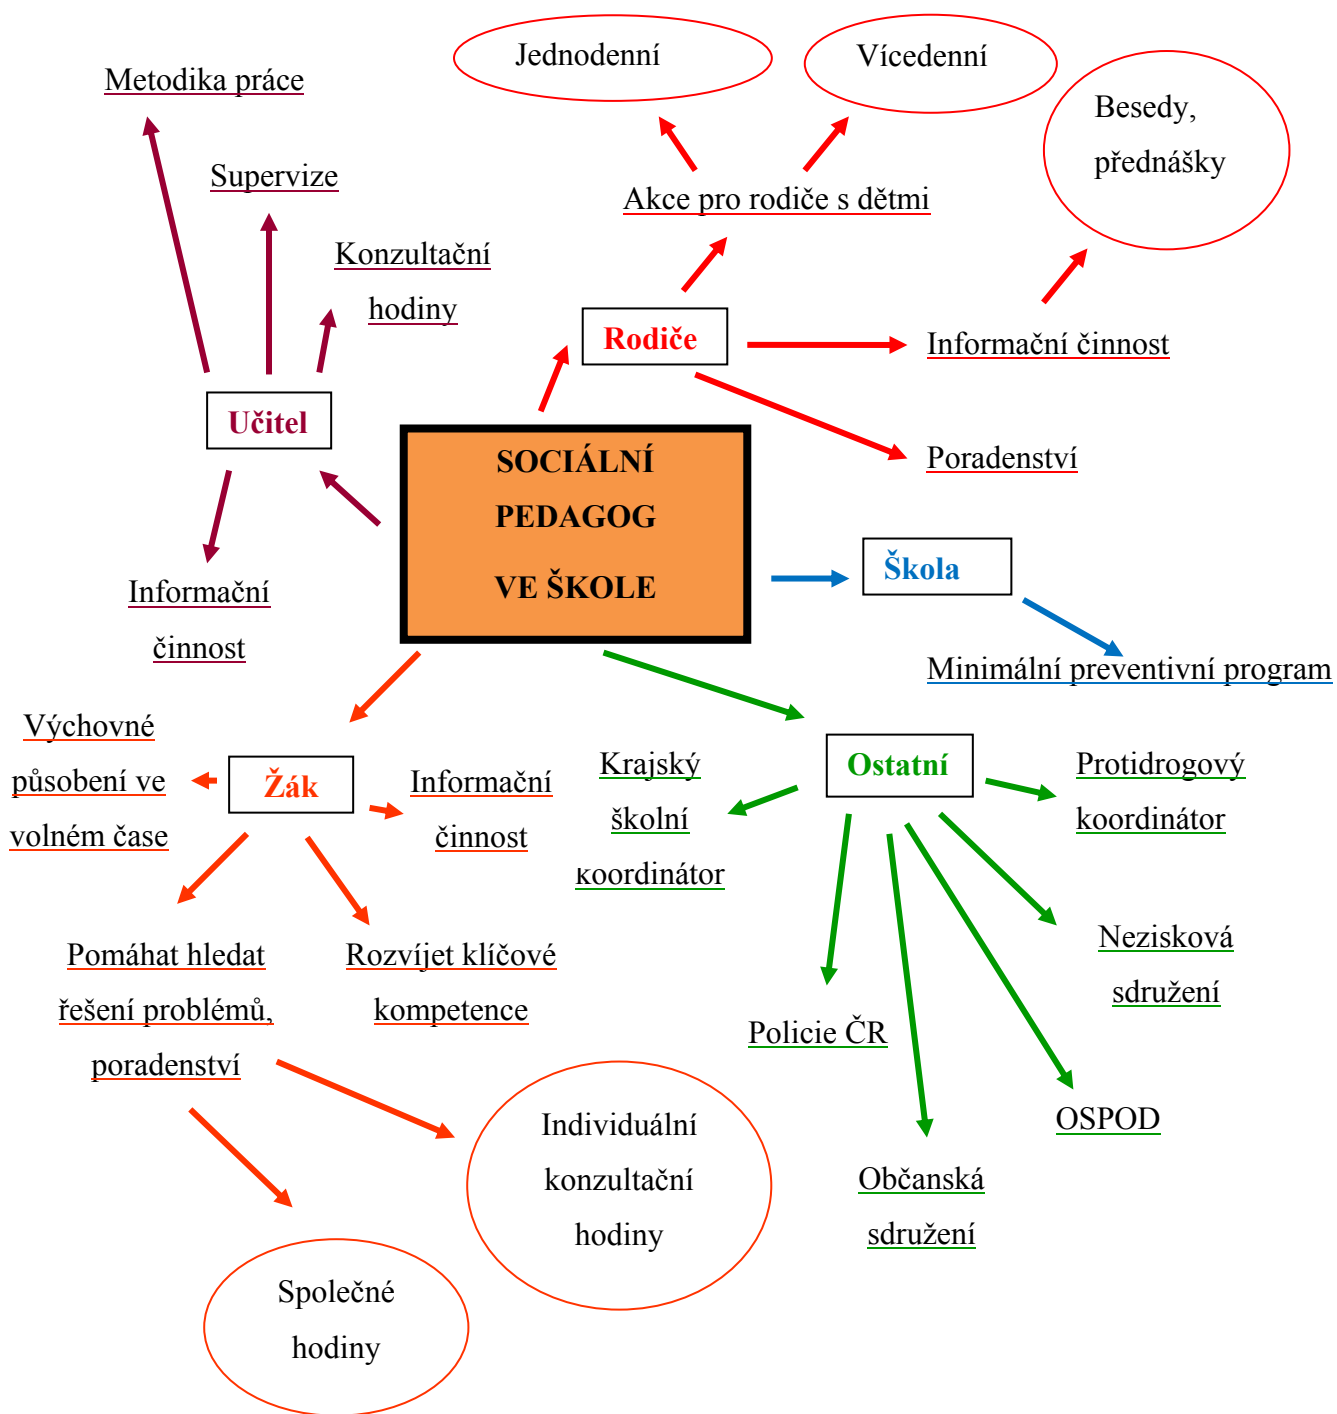 Jednodenní
Vícedenní
Metodika práce
Besedy,
přednášky
Supervize
Akce pro rodiče s dětmi
Konzultační
hodiny
Rodiče
Informační činnost
Učitel
SOCIÁLNÍ
PEDAGOG
VE ŠKOLE
Poradenství
Škola
Informační
činnost
Minimální preventivní program
Výchovné
působení ve
volném čase
Žák
Informační
činnost
Krajský
školní
koordinátor
Ostatní
Protidrogový
koordinátor
Pomáhat hledat
řešení problémů,
poradenství
Rozvíjet klíčové
kompetence
Nezisková
sdružení
Policie ČR
OSPOD
Individuální
konzultační
hodiny
Občanská
sdružení
Společné
hodiny